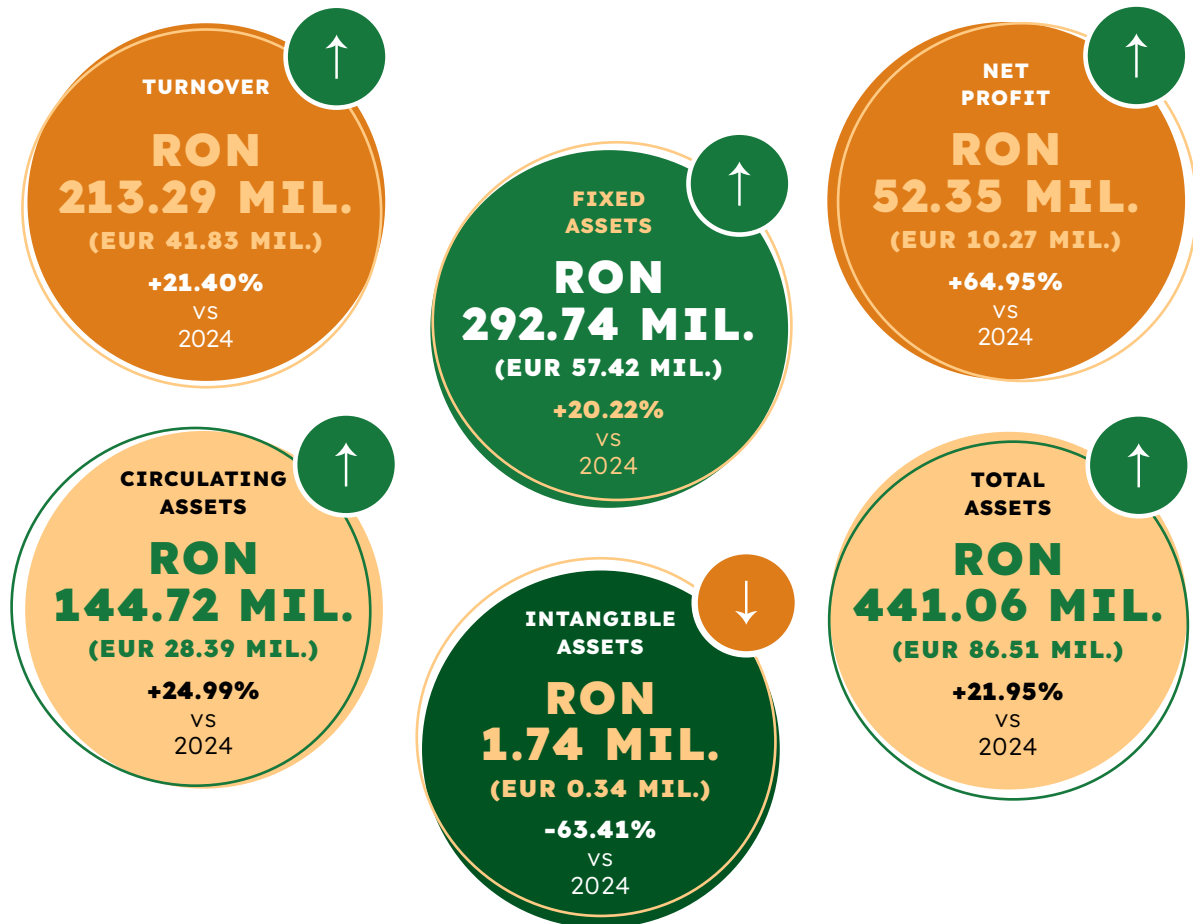 TURNOVER
RON
213.29 MIL.
(EUR 41.83 MIL.)
+21.40%
vs
2024
NET
PROFIT
RON
52.35 MIL.
(EUR 10.27 MIL.)
+64.95%
vs
2024
FIXED
ASSETS
RON
292.74 MIL.
(EUR 57.42 MIL.)
+20.22%
vs
2024
CIRCULATING
ASSETS
RON
144.72 MIL.
(EUR 28.39 MIL.)
+24.99%
vs
2024
TOTAL
ASSETS
RON
441.06 MIL.
(EUR 86.51 MIL.)
+21.95%
vs
2024
INTANGIBLE
ASSETS
RON
1.74 MIL.
(EUR 0.34 MIL.)
-63.41%
vs
2024